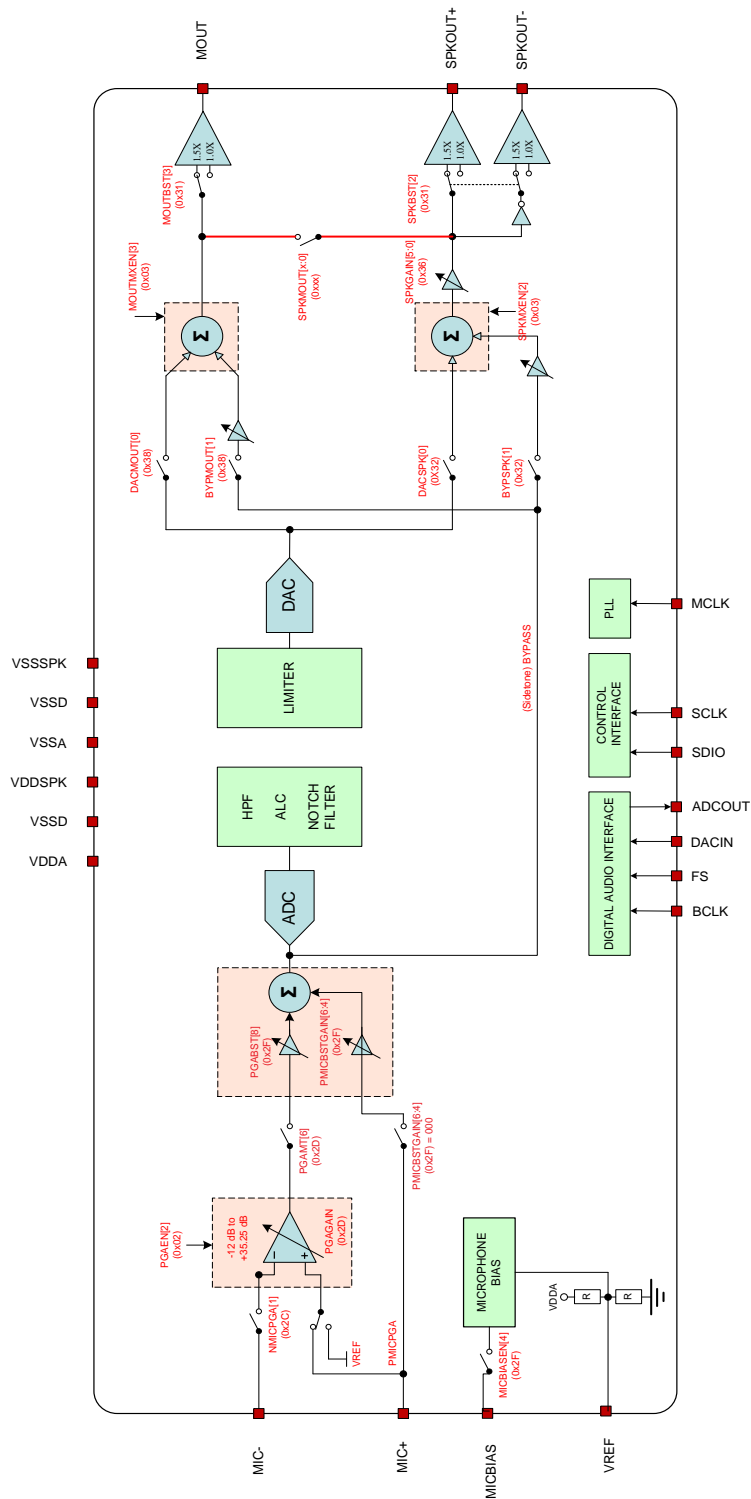 MOUT
SPKOUT+
SPKOUT-
1.5X
1.0X
1.5X
1.0X
1.5X
1.0X
MOUTBST[3]
(0x31)
SPKBST[2]
(0x31)
MOUTMXEN[3]
(0x03)
SPKMOUT[x:0]
(0xxx)
SPKGAIN[5:0]
(0x36)
SPKMXEN[2]
(0x03)
Σ
Σ
DACMOUT[0]
(0x38)
BYPMOUT[1]
(0x38)
DACSPK[0]
(0X32)
BYPSPK[1]
(0x32)
DAC
LIMITER
(Sidetone) BYPASS
VSSSPK
VSSD
VSSA
VDDSPK
VSSD
VDDA
HPF
ALC
NOTCH
FILTER
ADC
PLL
CONTROL
INTERFACE
DIGITAL AUDIO INTERFACE
MCLK
SCLK
SDIO
ADCOUT
DACIN
FS
BCLK
Σ
PGABST[8]
(0x2F)
PMICBSTGAIN[6:4]
(0x2F)
PGAMT[6]
(0x2D)
PMICBSTGAIN[6:4]
(0x2F) = 000
PGAEN[2]
(0x02)
-12 dB to
+35.25 dB
PGAGAIN
(0x2D)
NMICPGA[1]
(0x2C)
VREF
PMICPGA
MICROPHONE
BIAS
MICBIASEN[4]
(0x2F)
VDDA
R
R
MIC-
MIC+
MICBIAS
VREF